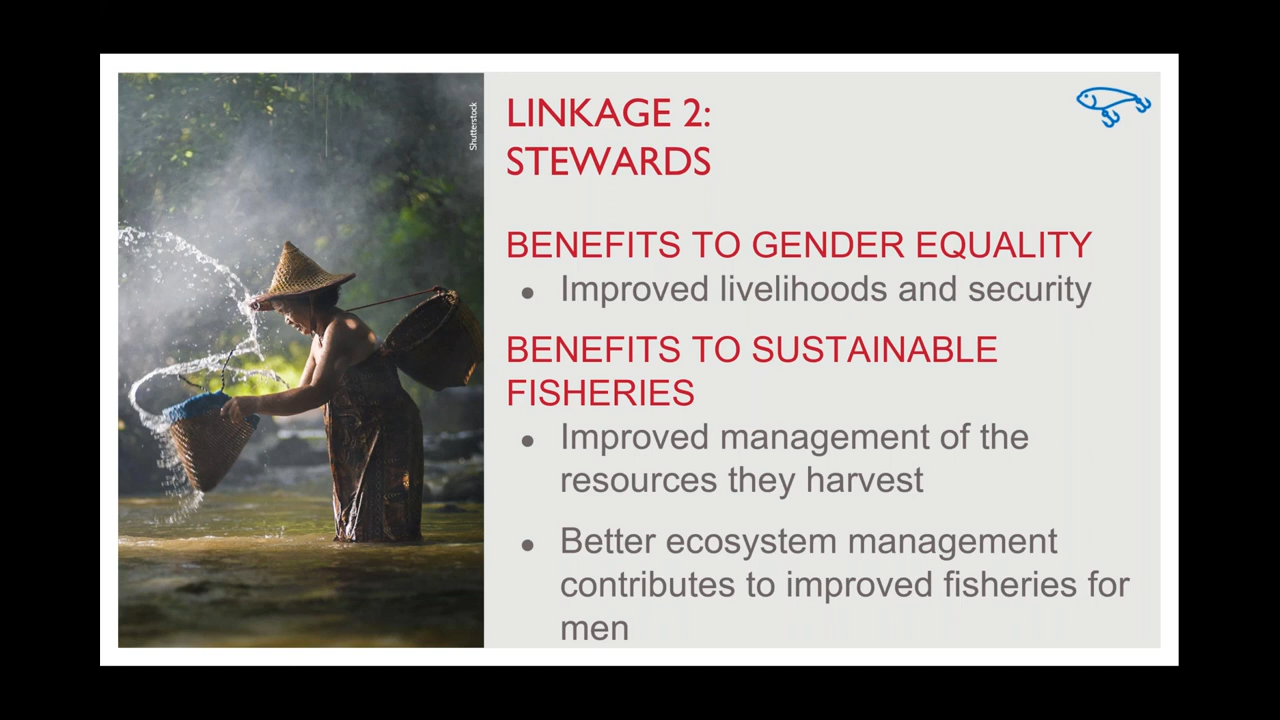 Shutterstock
LINKAGE 2:
STEWARDS
BENEFITS TO GENDER EQUALITY
● Improved livelihoods and security
BENEFITS TO SUSTAINABLE
FISHERIES
● Improved management of the
resources they harvest
● Better ecosystem management
contributes to improved fisheries for
men